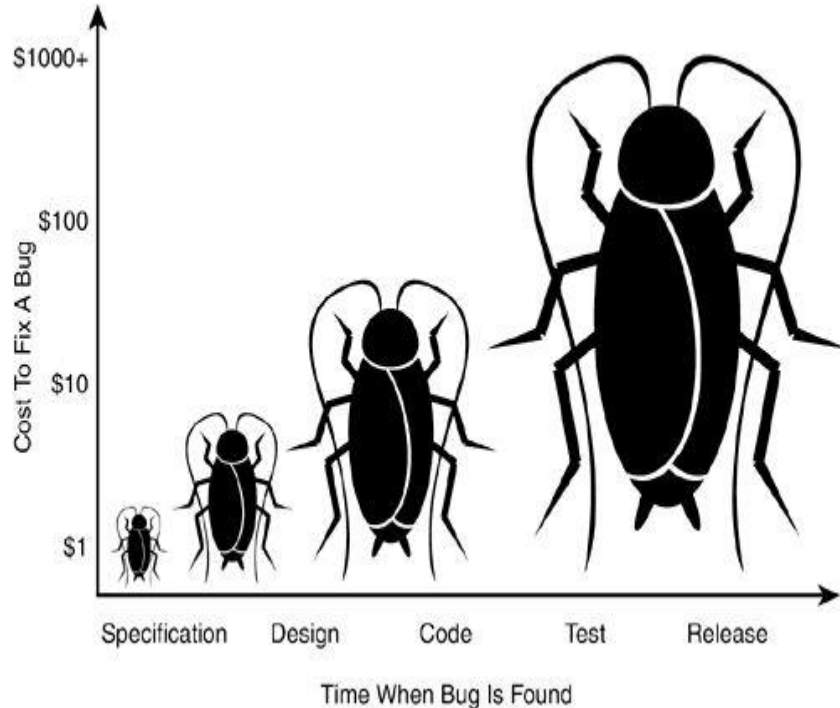 $1000+
$100
$10
$1
Cost To Fix A Bug
Specification Design Code Test Release
Time When Bug Is Found